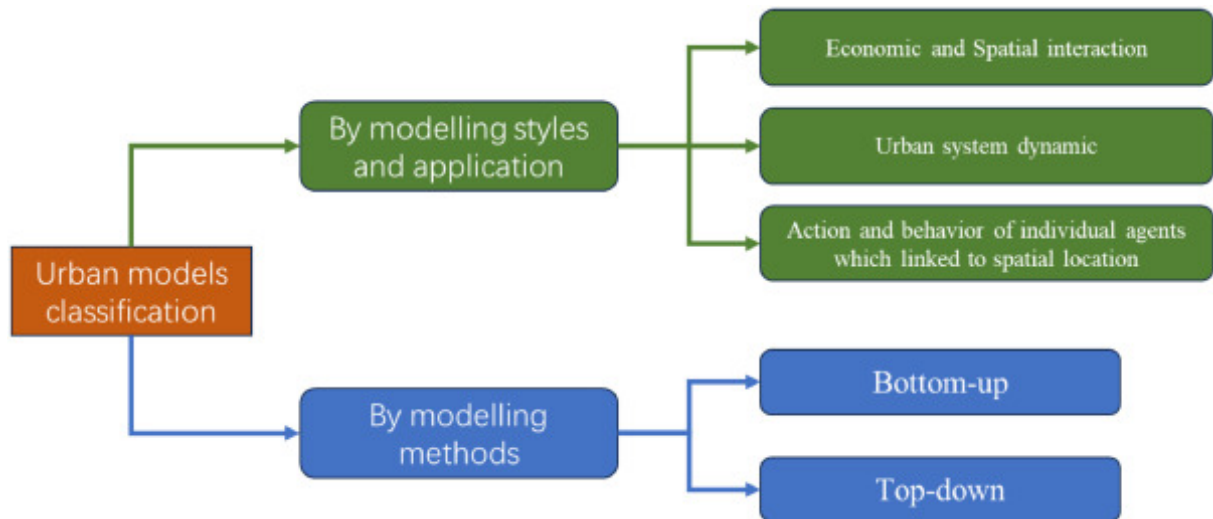 Economic and Spatial interaction
By modelling styles
and application
Urban system dynamic
Action and behavior of individual agents
which linked to spatial location
Urban models
classification
Bottom-up
By modelling
methods
Top-down